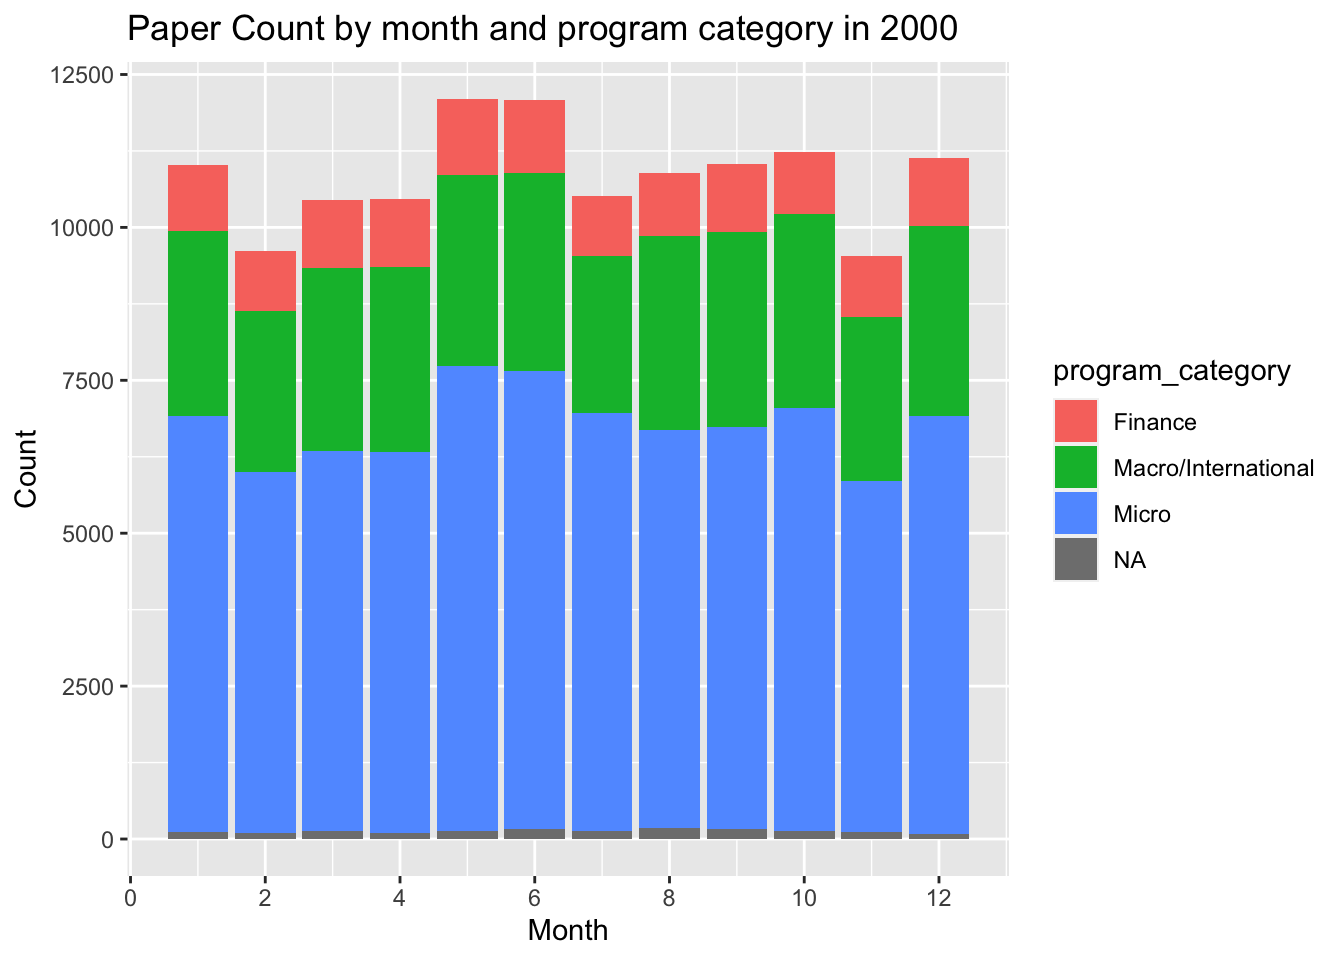 Paper Count by month and program category in 2000
12500
10000
7500
5000
2500
0
Count
0 2 4 6 8 10 12
Month
program_category
Finance
Macro/International
Micro
NA